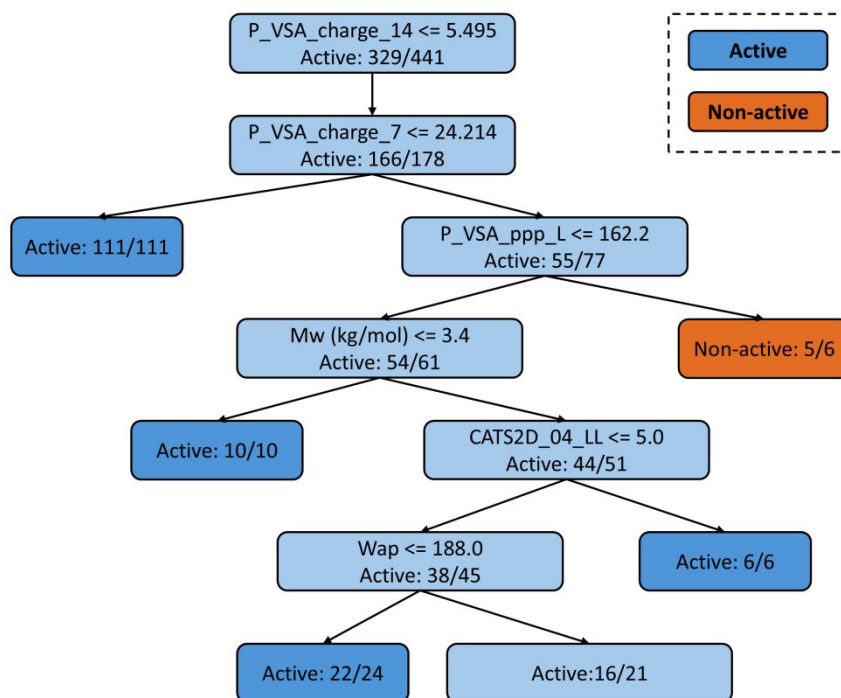 P_VSA_charge_14 <= 5.495
Active: 329/441
Active
Non-active
P_VSA_charge_7 <= 24.214
Active: 166/178
Active: 111/111
P_VSA_ppp_L <= 162.2
Active: 55/77
Mw (kg/mol) <= 3.4
Active: 54/61
Non-active: 5/6
Active: 10/10
CATS2D_04_LL <= 5.0
Active: 44/51
Wap <= 188.0
Active: 38/45
Active: 6/6
Active: 22/24
Active:16/21